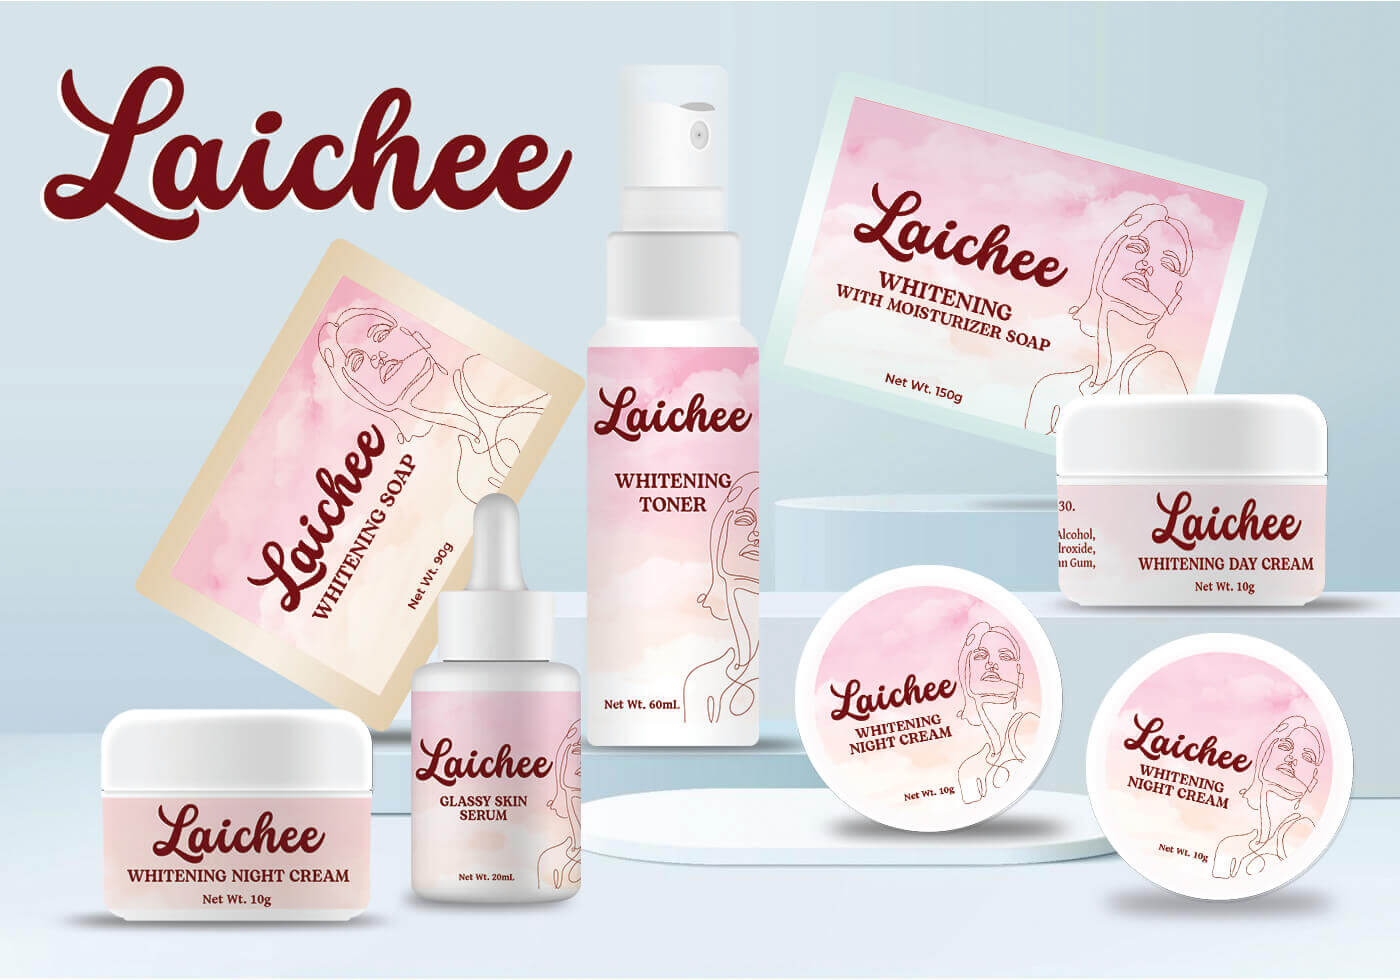 Laichee
Laichee
WHITENING SOAP
Net Wt. 90g
Laichee
WHITENING
TONER
Net Wt. 60mL
Laichee
WHITENING
WITH MOISTURIZER SOAP
Net Wt. 150g
30.
Alcohol,
droxide,
an Gum,
Laichee
WHITENING DAY CREAM
Net Wt. 10g
Laichee
WHITENING NIGHT CREAM
Net Wt. 10g
Laichee
GLASSY SKIN
SERUM
Net Wt. 20mL
Laichee
WHITENING
NIGHT CREAM
Net Wt. 10g
Laichee
WHITENING
NIGHT CREAM
Net Wt. 10g